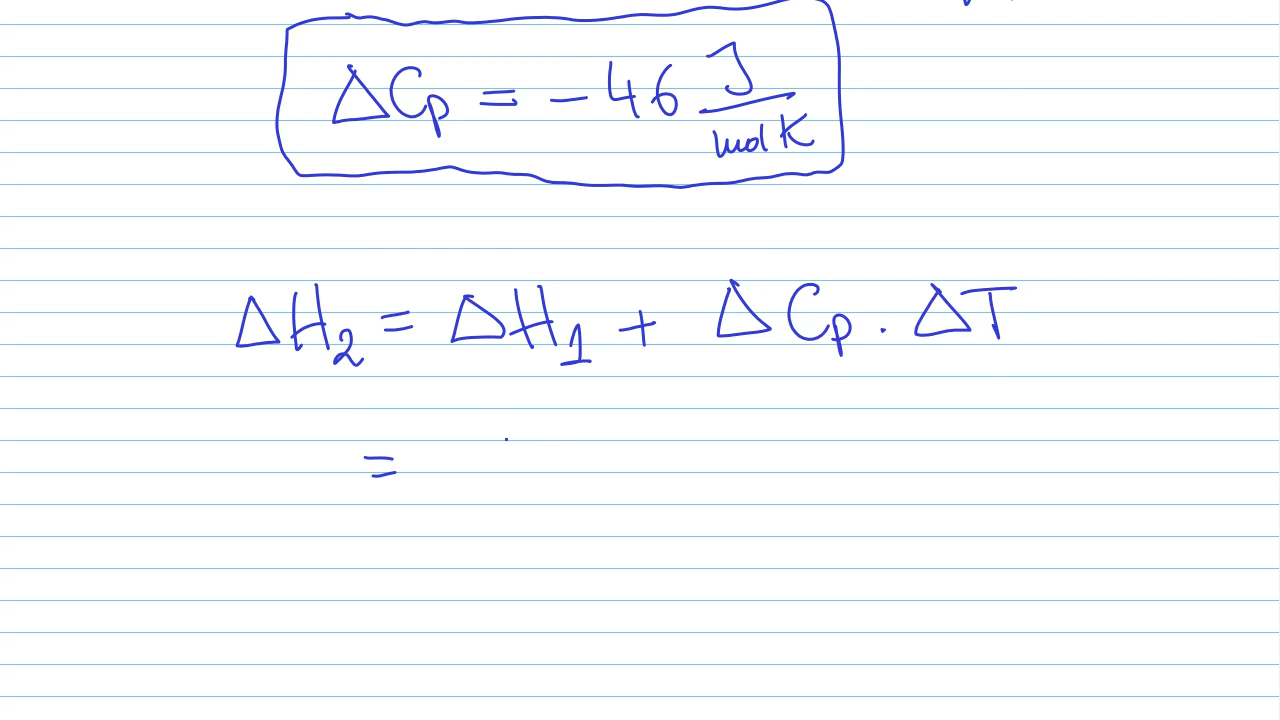 ΔCp = -46 J/mol K
ΔH₂ = ΔH₁ + ΔCp · ΔT
=